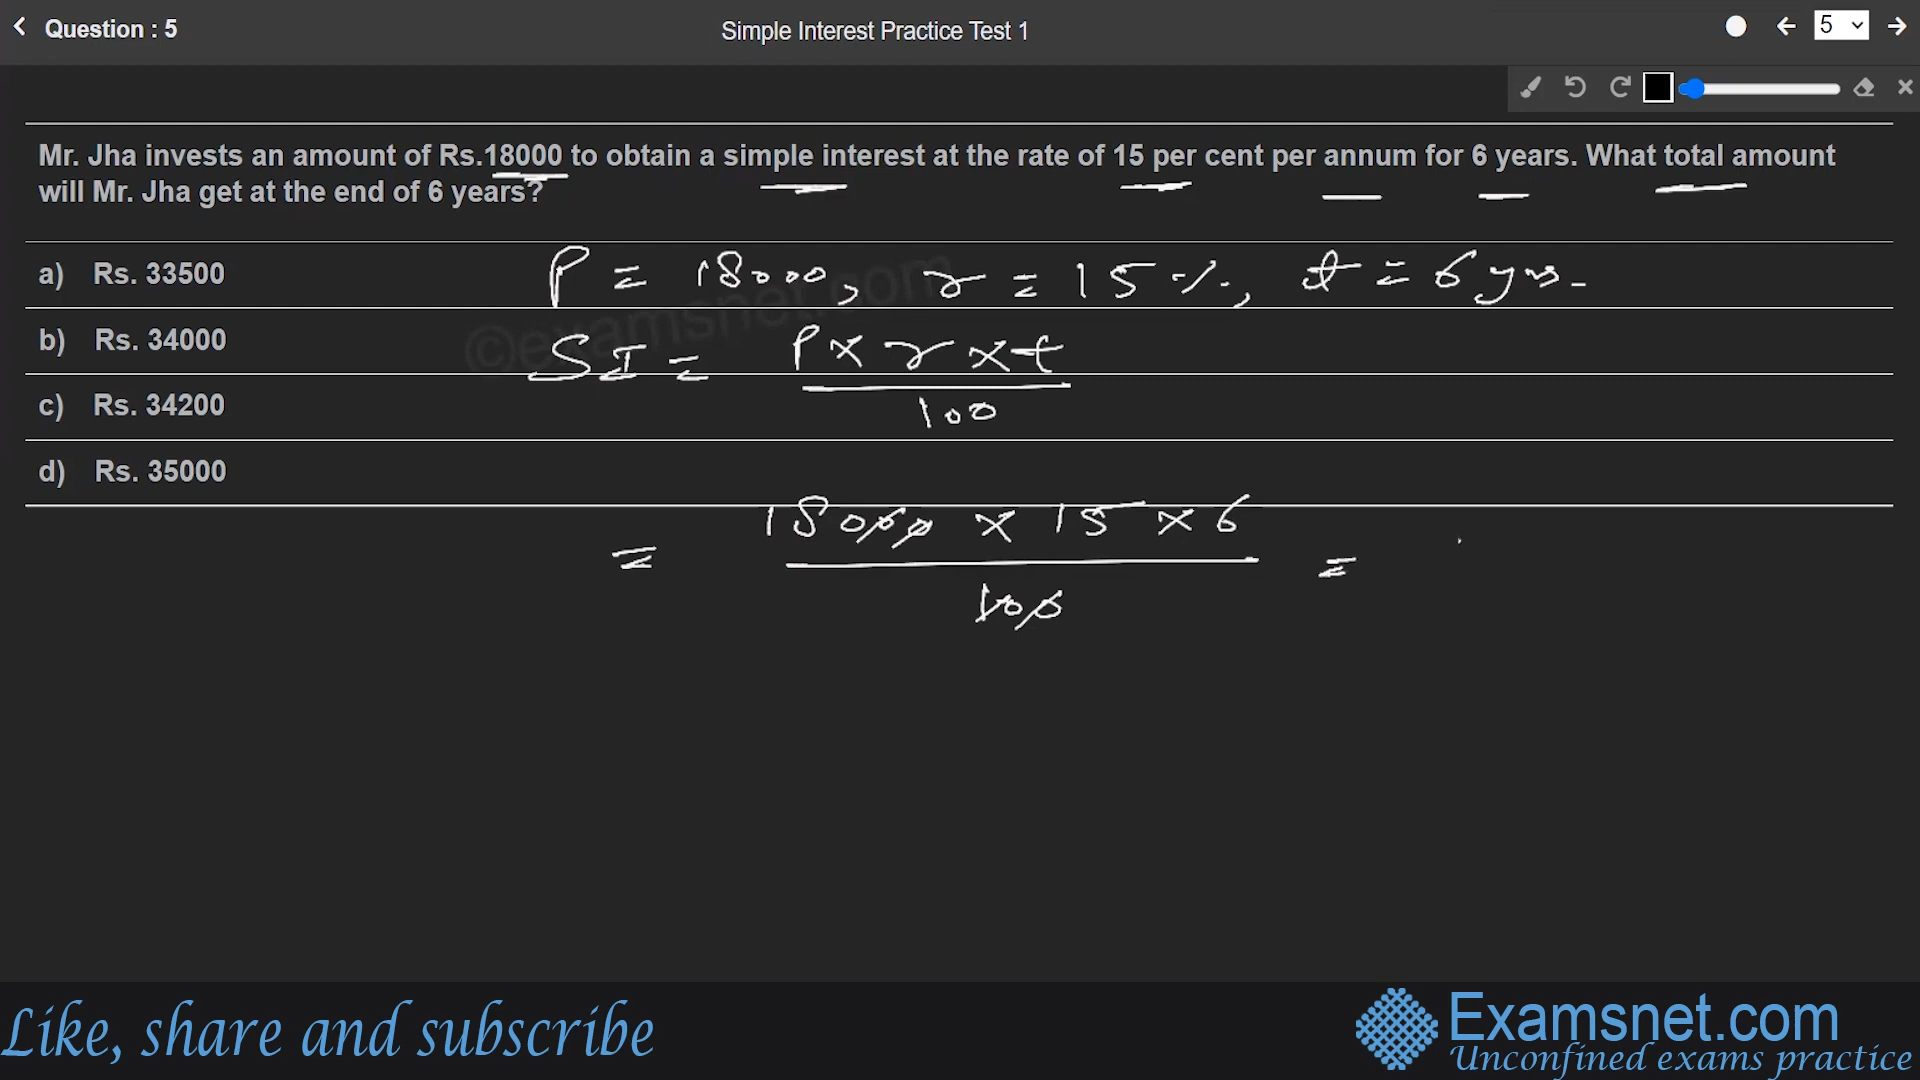 Question : 5
Simple Interest Practice Test 1
5
Mr. Jha invests an amount of Rs.18000 to obtain a simple interest at the rate of 15 per cent per annum for 6 years. What total amount
will Mr. Jha get at the end of 6 years?
a) Rs. 33500
P = 18000, r = 15 %, t = 6 yrs.
©examsnet.com
b) Rs. 34000
SI = P x r x t
c) Rs. 34200
100
d) Rs. 35000
= 18000 x 15 x 6 =
100
Like, share and subscribe
Examsnet.com
Unconfined exams practice